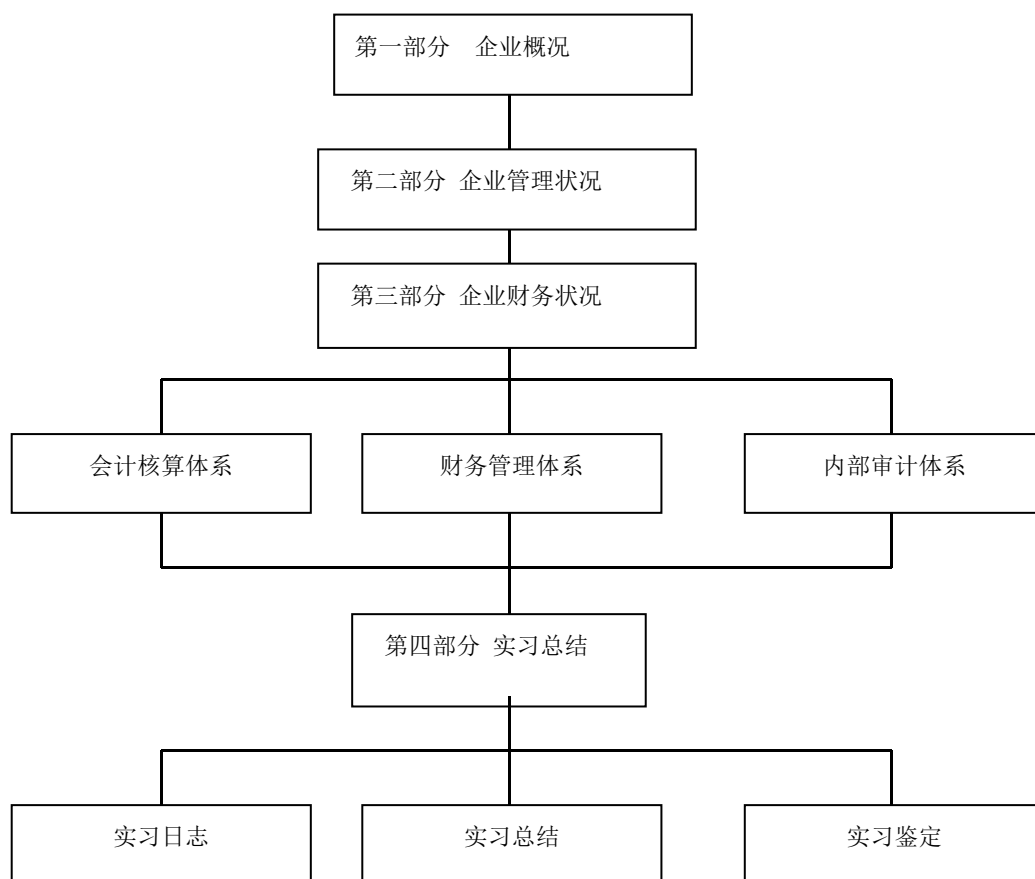 第一部分 企业概况
第二部分 企业管理状况
第三部分 企业财务状况
会计核算体系
财务管理体系
内部审计体系
第四部分 实习总结
实习日志
实习总结
实习鉴定